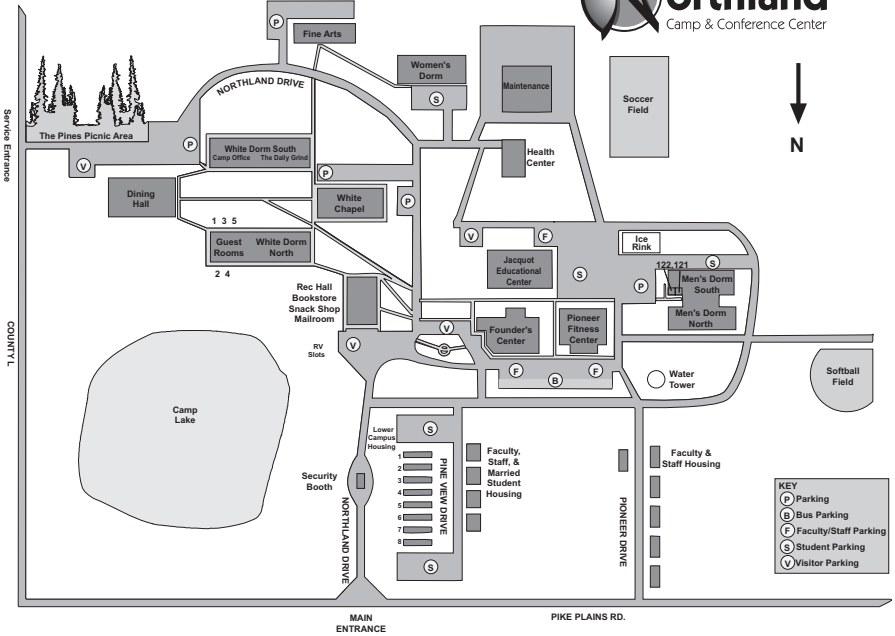 Northland
Camp & Conference Center
P
Fine Arts
Women's
Dorm
S
NORTHLAND DRIVE
Maintenance
Soccer
Field
N
Service Entrance
The Pines Picnic Area
V
P
White Dorm South
Camp Office The Daily Grind
P
Health
Center
Dining
Hall
White
Chapel
P
1 3 5
Guest
Rooms
White Dorm
North
2 4
V
F
Ice
Rink
S
Jacquot
Educational
Center
S
122,121
P
Men's Dorm
South
Men's Dorm
North
Rec Hall
Bookstore
Snack Shop
Mailroom
V
Founder's
Center
Pioneer
Fitness
Center
COUNTY L
RV
Slots
V
F
B
F
Water
Tower
Softball
Field
Camp
Lake
Lower
Campus
Housing
S
1
2
3
4
5
6
7
8
S
PINE VIEW DRIVE
Faculty,
Staff, &
Married
Student
Housing
Security
Booth
NORTHLAND DRIVE
PIONEER DRIVE
Faculty &
Staff Housing
KEY
P Parking
B Bus Parking
F Faculty/Staff Parking
S Student Parking
V Visitor Parking
MAIN
ENTRANCE
PIKE PLAINS RD.